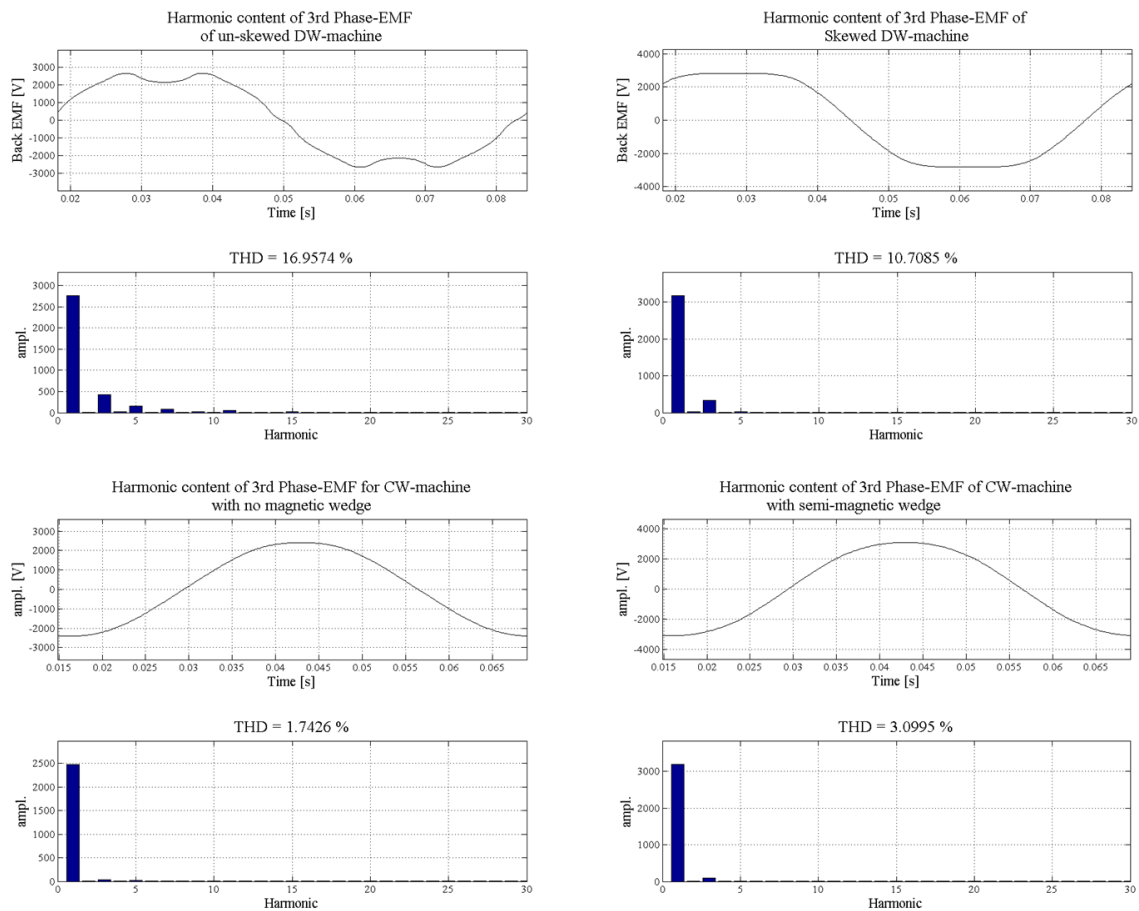 Harmonic content of 3rd Phase-EMF
of un-skewed DW-machine
3000
2000
1000
0
-1000
-2000
-3000
Back EMF [V]
0.02 0.03 0.04 0.05 0.06 0.07 0.08
Time [s]
Harmonic content of 3rd Phase-EMF of
Skewed DW-machine
4000
2000
0
-2000
-4000
Back EMF [V]
0.02 0.03 0.04 0.05 0.06 0.07 0.08
Time [s]
THD = 16.9574 %
3000
2500
2000
1500
1000
500
0
ampl.
0 5 10 15 20 25 30
Harmonic
THD = 10.7085%
3000
2000
1000
0
ampl.
0 5 10 15 20 25 30
Harmonic
Harmonic content of 3rd Phase-EMF for CW-machine
with no magnetic wedge
3000
2000
1000
0
-1000
-2000
-3000
ampl. [V]
0.015 0.02 0.025 0.03 0.035 0.04 0.045 0.05 0.055 0.06 0.065
Time [s]
Harmonic content of 3rd Phase-EMF of CW-machine
with semi-magnetic wedge
4000
2000
0
-2000
-4000
ampl. [V]
0.015 0.02 0.025 0.03 0.035 0.04 0.045 0.05 0.055 0.06 0.065
Time [s]
THD = 1.7426 %
2500
2000
1500
1000
500
0
ampl.
0 5 10 15 20 25 30
Harmonic
THD = 3.0995 %
3000
2000
1000
0
ampl.
0 5 10 15 20 25 30
Harmonic